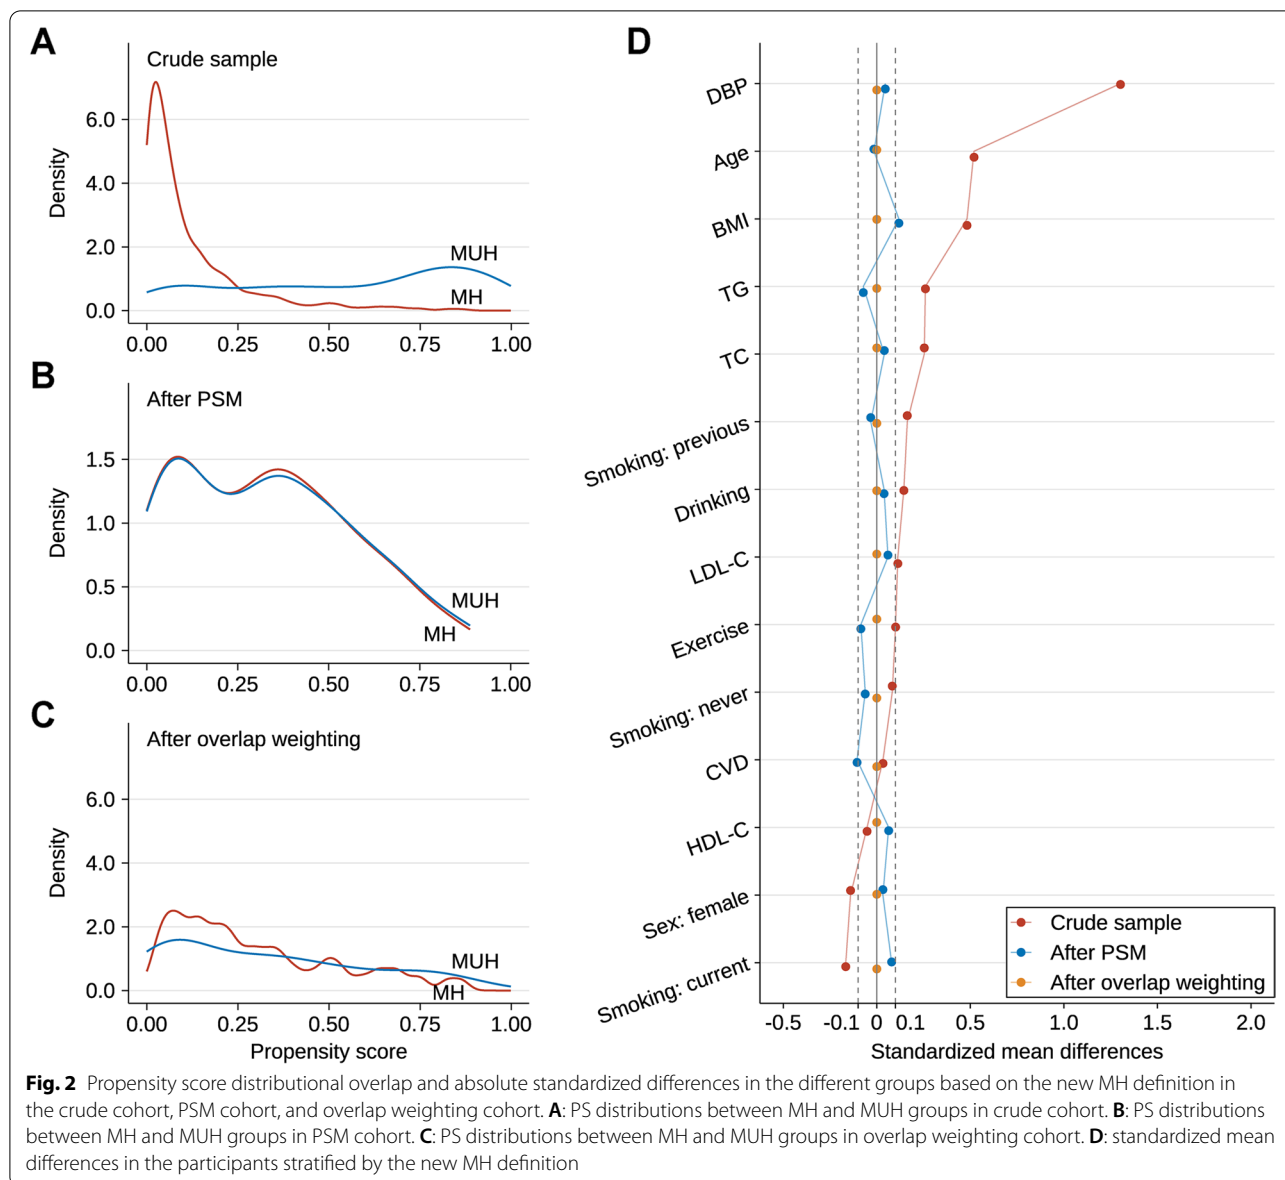 A
Crude sample
6.0
4.0
2.0
0.0
Density
MUH
MH
0.00 0.25 0.50 0.75 1.00
B
After PSM
1.5
1.0
0.5
0.0
Density
MUH
MH
0.00 0.25 0.50 0.75 1.00
C
After overlap weighting
6.0
4.0
2.0
0.0
Density
MUH
MH
0.00 0.25 0.50 0.75 1.00
Propensity score
D
DBP
Age
BMI
TG
TC
Smoking: previous
Drinking
LDL-C
Exercise
Smoking: never
CVD
HDL-C
Sex: female
Smoking: current
Crude sample
After PSM
After overlap weighting
-0.5 -0.1 0 0.1 0.5 1.0 1.5 2.0
Standardized mean differences
Fig. 2 Propensity score distributional overlap and absolute standardized differences in the different groups based on the new MH definition in
the crude cohort, PSM cohort, and overlap weighting cohort. A: PS distributions between MH and MUH groups in crude cohort. B: PS distributions
between MH and MUH groups in PSM cohort. C: PS distributions between MH and MUH groups in overlap weighting cohort. D: standardized mean
differences in the participants stratified by the new MH definition